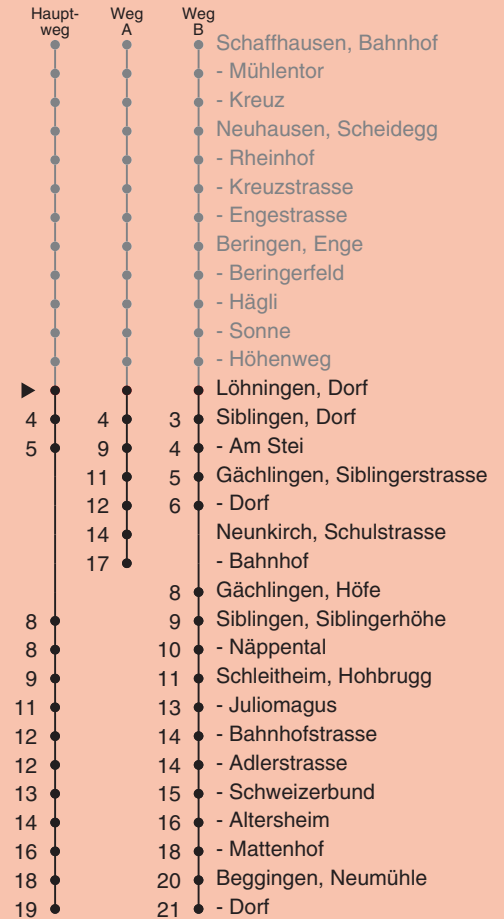 Haupt- Weg Weg
weg A B
Schaffhausen, Bahnhof
- Mühlentor
- Kreuz
Neuhausen, Scheidegg
- Rheinhof
- Kreuzstrasse
- Engestrasse
Beringen, Enge
- Beringerfeld
- Hägli
- Sonne
- Höhenweg
Löhningen, Dorf
4 4 3 Siblingen, Dorf
5 9 4 - Am Stei
11 5 Gächlingen, Siblingerstrasse
12 6 - Dorf
14 Neunkirch, Schulstrasse
17 - Bahnhof
8 Gächlingen, Höfe
8 9 Siblingen, Siblingerhöhe
8 10 - Näppental
9 11 Schleitheim, Hohbrugg
11 13 - Juliomagus
12 14 - Bahnhofstrasse
12 14 - Adlerstrasse
13 15 - Schweizerbund
14 16 - Altersheim
16 18 - Mattenhof
18 20 Beggingen, Neumühle
19 21 - Dorf